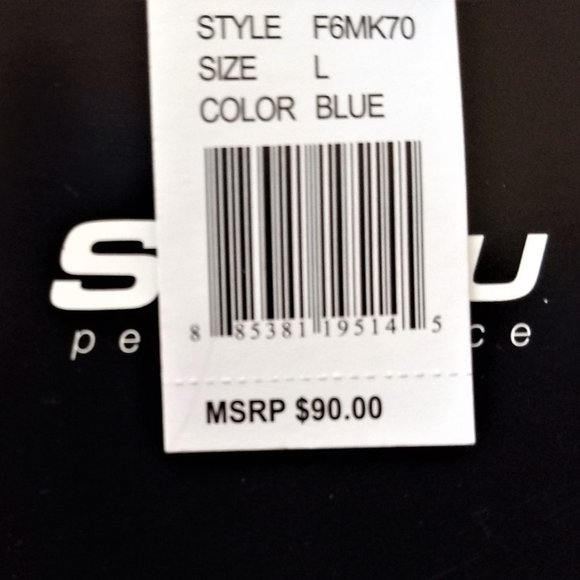 STYLE F6MK70
SIZE L
COLOR BLUE
8 85381 19514 5
MSRP $90.00